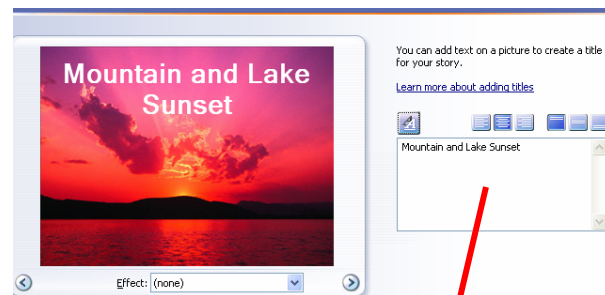 Mountain and Lake
Sunset
Effect: (none)
You can add text on a picture to create a title
for your story.
Learn more about adding titles
Mountain and Lake Sunset